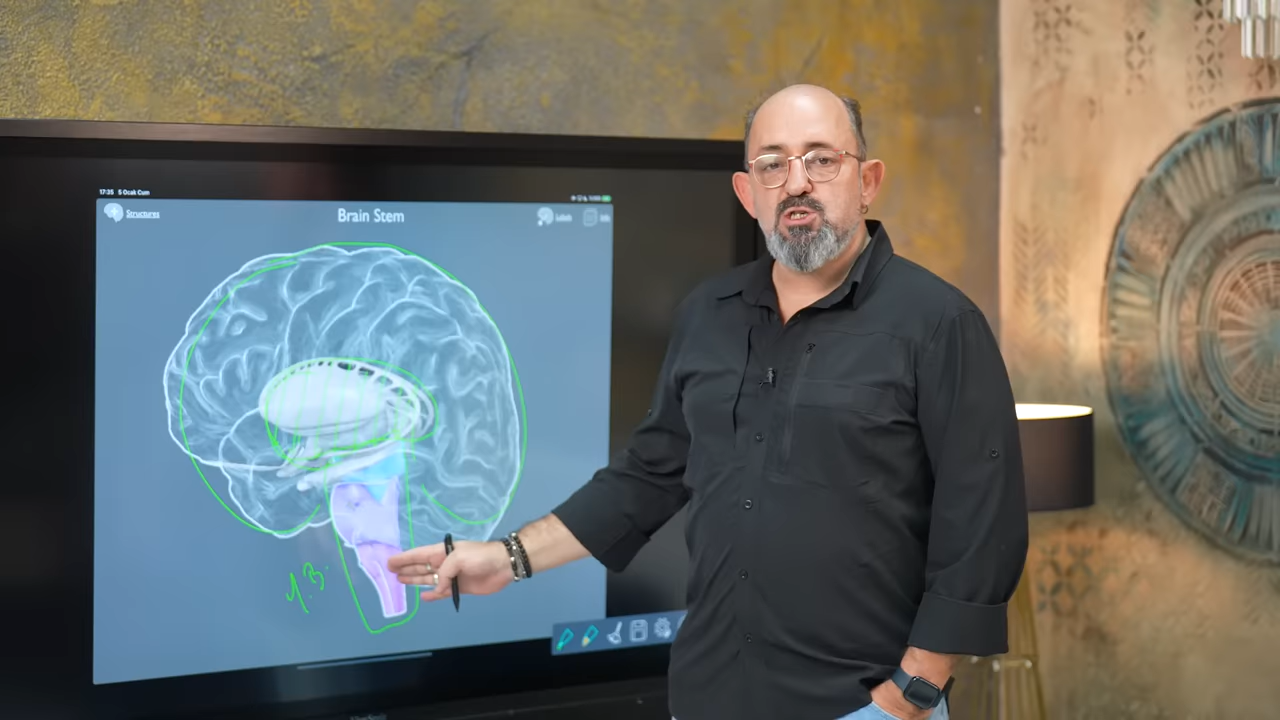 17:35 5 Ocak Cum
Structures
Brain Stem
Labels
Info